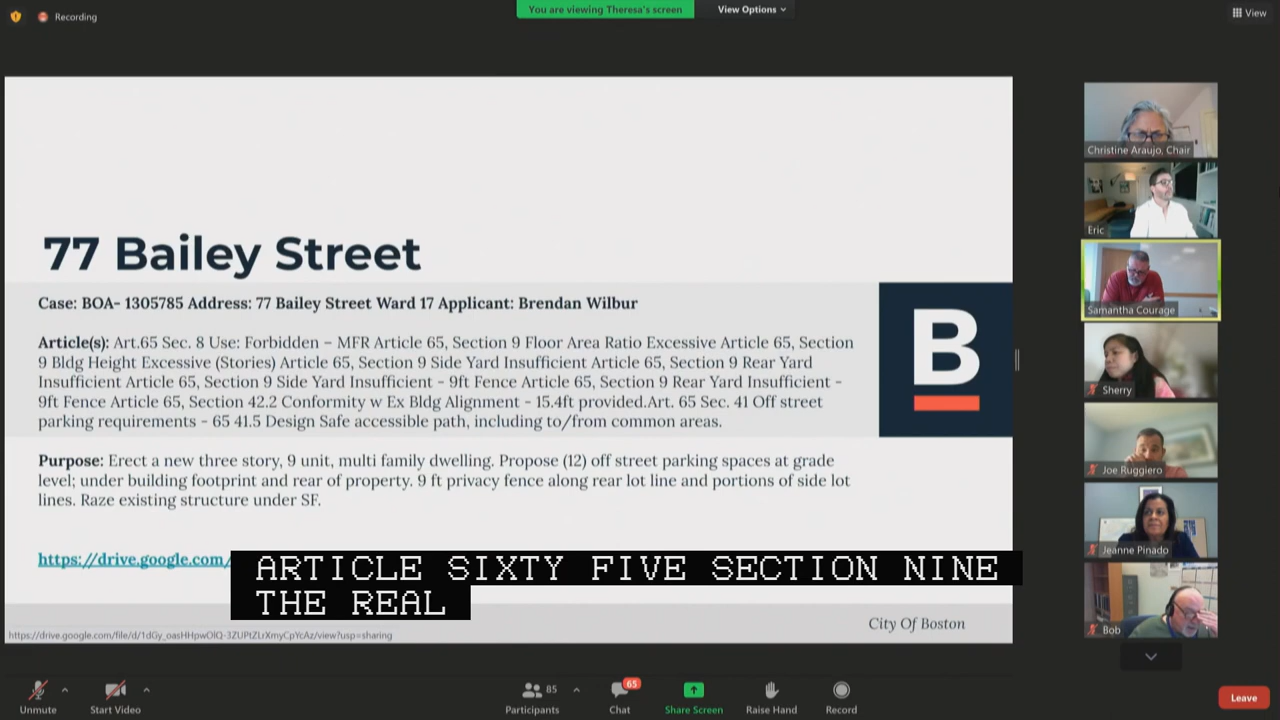 Recording
You are viewing Theresa's screen
View Options
View
77 Bailey Street
Case: BOA- 1305785 Address: 77 Bailey Street Ward 17 Applicant: Brendan Wilbur
Article(s): Art.65 Sec. 8 Use: Forbidden – MFR Article 65, Section 9 Floor Area Ratio Excessive Article 65, Section
9 Bldg Height Excessive (Stories) Article 65, Section 9 Side Yard Insufficient Article 65, Section 9 Rear Yard
Insufficient Article 65, Section 9 Side Yard Insufficient - 9ft Fence Article 65, Section 9 Rear Yard Insufficient -
9ft Fence Article 65, Section 42.2 Conformity w Ex Bldg Alignment - 15.4ft provided.Art. 65 Sec. 41 Off street
parking requirements - 65 41.5 Design Safe accessible path, including to/from common areas.
Purpose: Erect a new three story, 9 unit, multi family dwelling. Propose (12) off street parking spaces at grade
level; under building footprint and rear of property. 9 ft privacy fence along rear lot line and portions of side lot
lines. Raze existing structure under SF.
https://drive.google.com/
ARTICLE SIXTY FIVE SECTION NINE
THE REAL
B
City Of Boston
Christine Araujo, Chair
Eric
Samantha Courage
Sherry
Joe Ruggiero
Jeanne Pinado
Bob
Unmute
Start Video
85
Participants
65
Chat
Share Screen
Raise Hand
Record
Leave